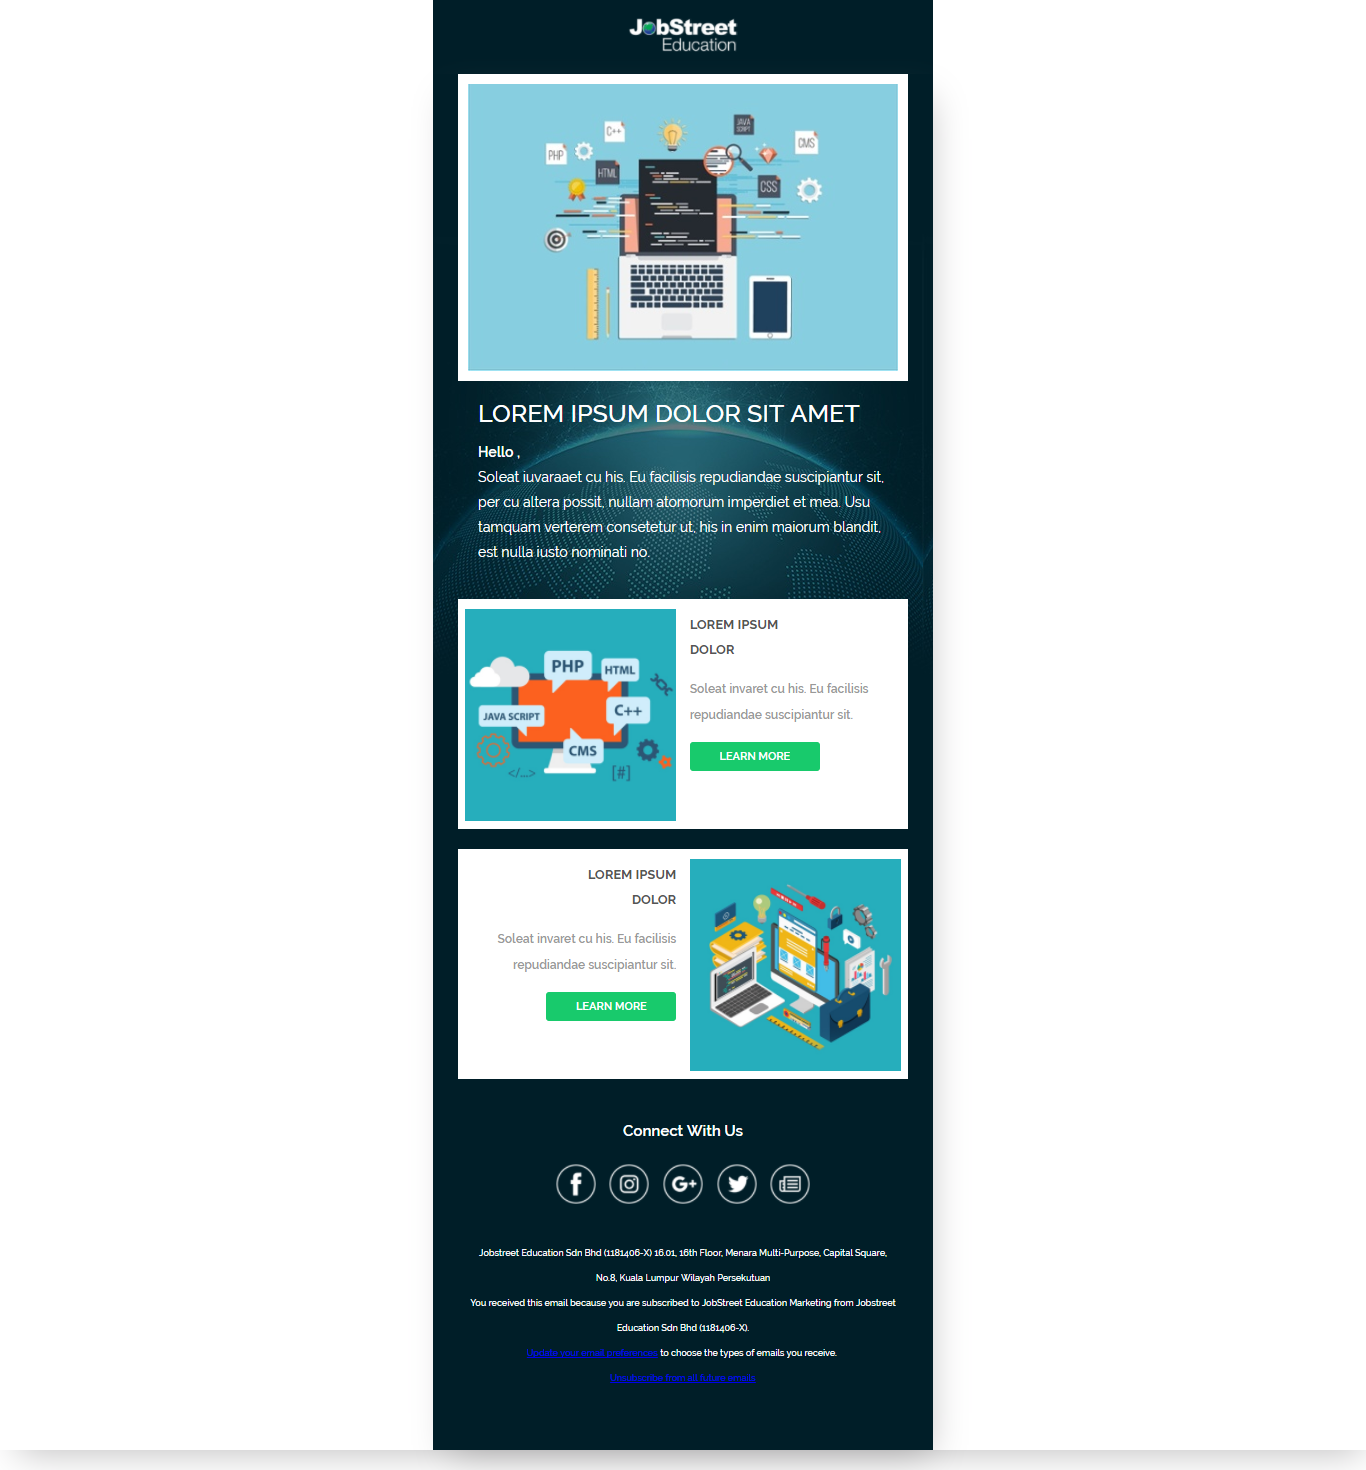 JobStreet
Education
C++
JAVA
SCRIPT
CMS
PHP
HTML
CSS
LOREM IPSUM DOLOR SIT AMET
Hello ,
Soleat iuvaraaet cu his. Eu facilisis repudiandae suscipiantur sit,
per cu altera possit, nullam atomorum imperdiet et mea. Usu
tamquam verterem consetetur ut, his in enim maiorum blandit,
est nulla iusto nominati no.
PHP
HTML
JAVA SCRIPT
C++
CMS
</...>
[#]
LOREM IPSUM
DOLOR
Soleat invaret cu his. Eu facilisis
repudiandae suscipiantur sit.
LEARN MORE
LOREM IPSUM
DOLOR
Soleat invaret cu his. Eu facilisis
repudiandae suscipiantur sit.
LEARN MORE
Connect With Us
Jobstreet Education Sdn Bhd (1181406-X) 16.01, 16th Floor, Menara Multi-Purpose, Capital Square,
No.8, Kuala Lumpur Wilayah Persekutuan
You received this email because you are subscribed to JobStreet Education Marketing from Jobstreet
Education Sdn Bhd (1181406-X).
Update your email preferences to choose the types of emails you receive.
Unsubscribe from all future emails